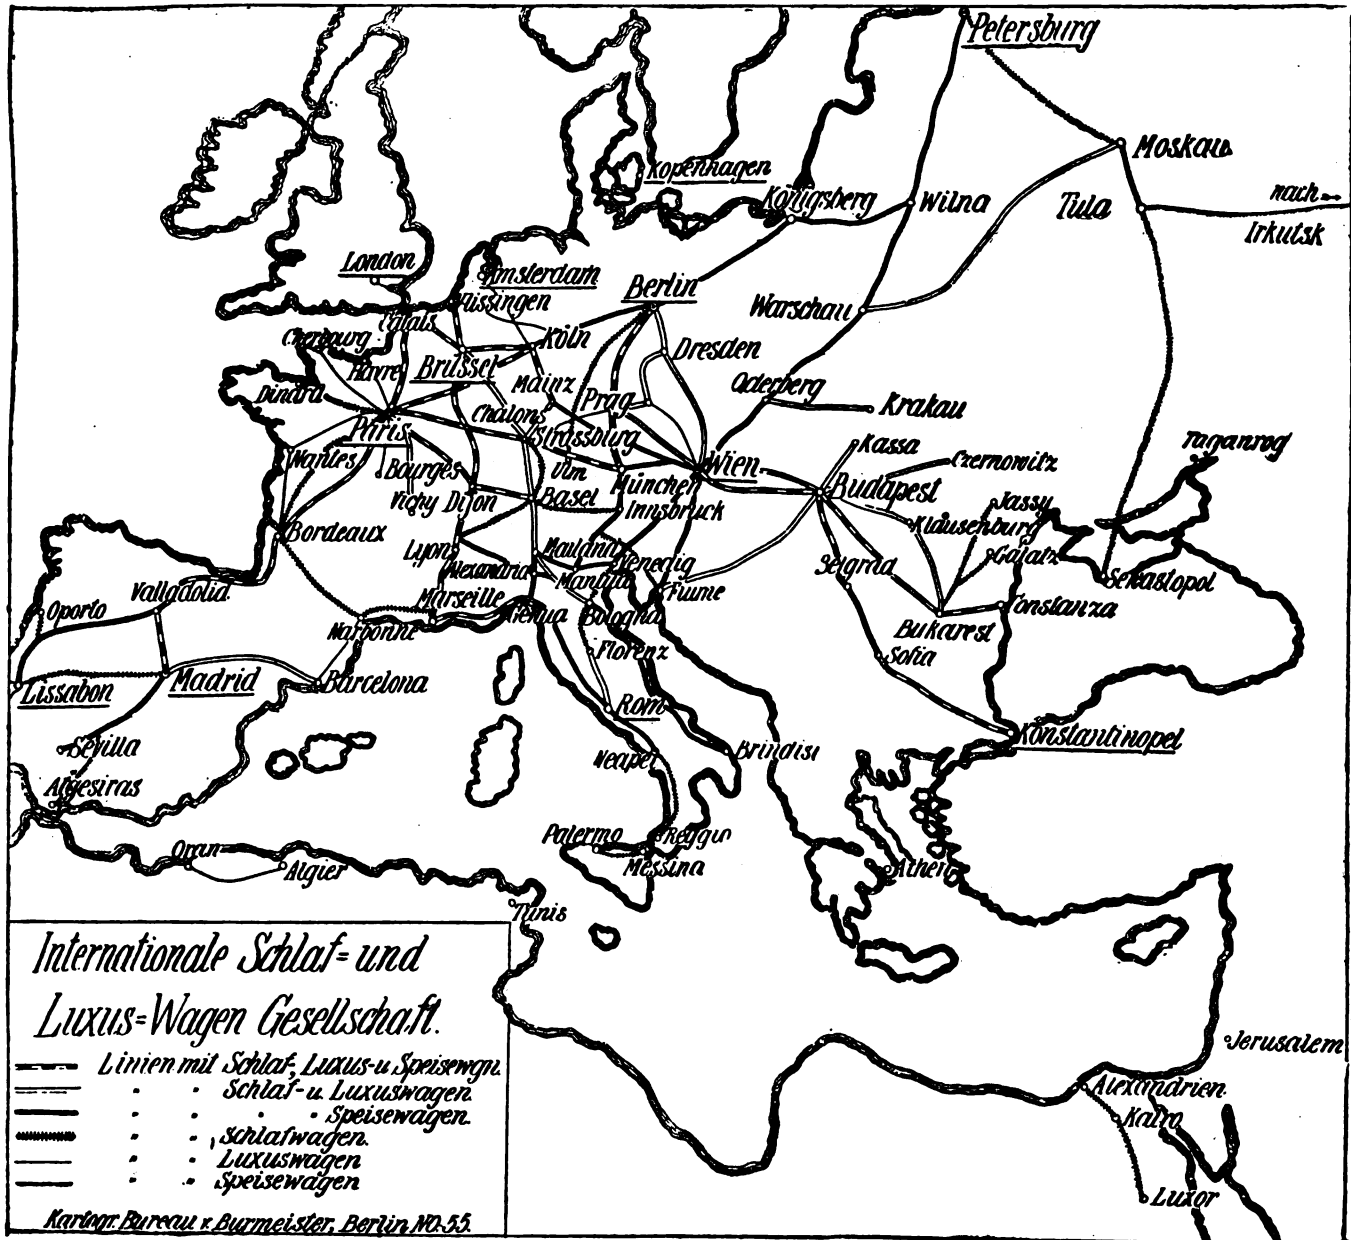 Petersburg
Moskau
Kopenhagen
Königsberg
Wilna
Tula
nach
Irkutsk
London
Amsterdam
Vlissingen
Berlin
Warschau
Calais
Cherbourg
Köln
Havre
Brüssel
Dresden
Dinard
Mainz
Prag
Oderberg
Krakau
Chalons
Paris
Strassburg
Kassa
Taganrog
Nantes
Bourges
Ulm
München
Wien
Czernowitz
Vichy
Dijon
Basel
Innsbruck
Budapest
Jassy
Bordeaux
Klausenburg
Lyon
Mailand
Venedig
Galatz
Alexandria
Mantua
Fiume
Belgrad
Sewastopol
Valladolid
Oporto
Marseille
Genua
Bologna
Constanza
Narbonne
Bukarest
Florenz
Sofia
Lissabon
Madrid
Barcelona
Rom
Konstantinopel
Sevilla
Neapel
Brindisi
Algesiras
Palermo
Reggio
Oran
Algier
Messina
Athen
Tunis
Internationale Schlaf= und
Luxus=Wagen Gesellschaft.
Linien mit Schlaf-, Luxus- u Speisewgn.
" " Schlaf- u. Luxuswagen.
" " " " Speisewagen.
" " , Schlafwagen.
" " Luxuswagen
" " Speisewagen
Kartogr. Bureau v. Burmeister, Berlin NO. 55.
Jerusalem
Alexandrien.
Kairo
Luxor